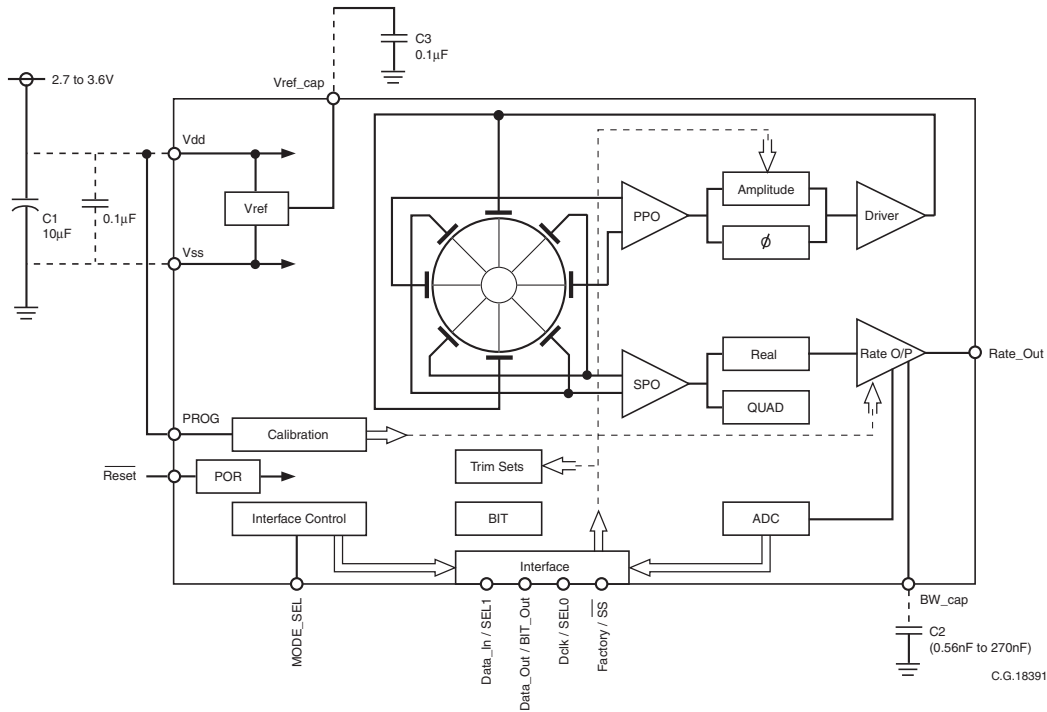 C3
0.1µF
2.7 to 3.6V
Vref_cap
Vdd
C1
10µF
0.1µF
Vref
Vss
PPO
Amplitude
ϕ
Driver
SPO
Real
QUAD
Rate O/P
Rate_Out
PROG
Calibration
Reset
POR
Trim Sets
Interface Control
BIT
ADC
Interface
MODE_SEL
Data_In / SEL1
Data_Out / BIT_Out
Dclk / SEL0
Factory / SS
BW_cap
C2
(0.56nF to 270nF)
C.G.18391